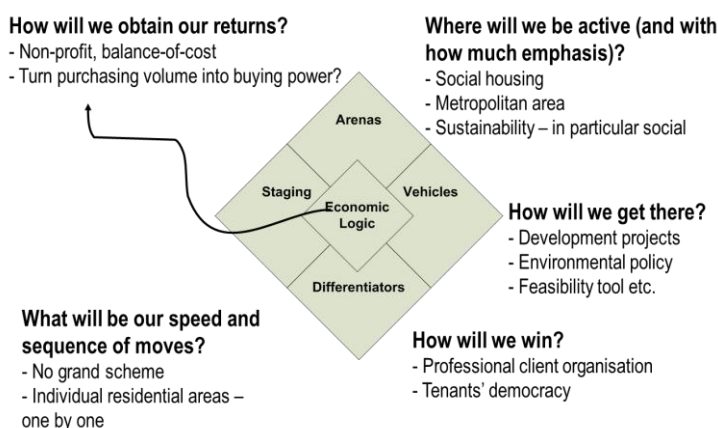 How will we obtain our returns?
- Non-profit, balance-of-cost
- Turn purchasing volume into buying power?
Where will we be active (and with
how much emphasis)?
- Social housing
- Metropolitan area
- Sustainability – in particular social
Arenas
Staging
Economic
Logic
Vehicles
Differentiators
How will we get there?
- Development projects
- Environmental policy
- Feasibility tool etc.
What will be our speed and
sequence of moves?
- No grand scheme
- Individual residential areas –
one by one
How will we win?
- Professional client organisation
- Tenants' democracy